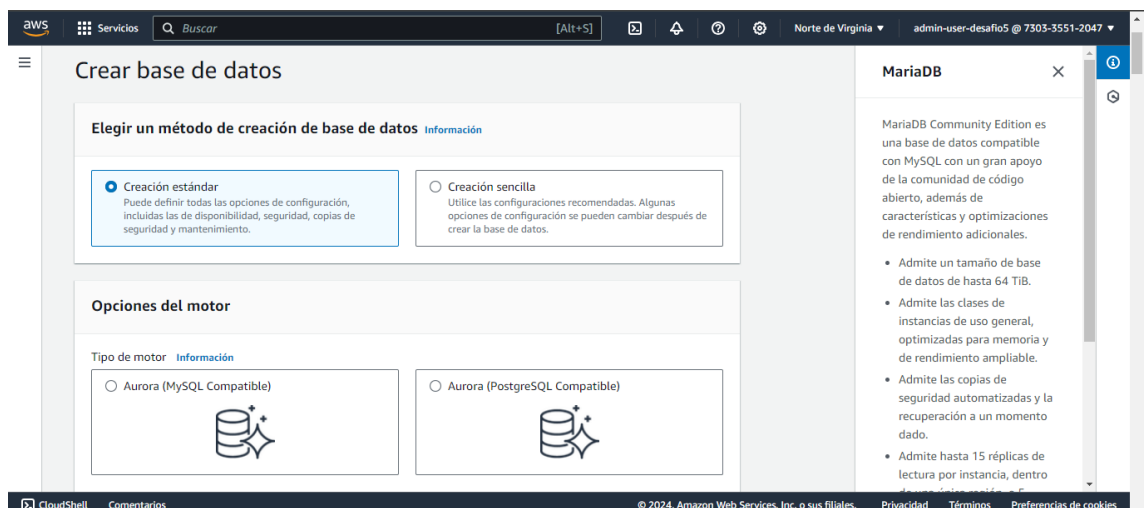 aws
Servicios
Buscar
[Alt+S]
Norte de Virginia ▼
admin-user-desafio5 @ 7303-3551-2047 ▼
Crear base de datos
Elegir un método de creación de base de datos Información
Creación estándar
Puede definir todas las opciones de configuración,
incluidas las de disponibilidad, seguridad, copias de
seguridad y mantenimiento.
Creación sencilla
Utilice las configuraciones recomendadas. Algunas
opciones de configuración se pueden cambiar después de
crear la base de datos.
Opciones del motor
Tipo de motor Información
Aurora (MySQL Compatible)
Aurora (PostgreSQL Compatible)
MariaDB
MariaDB Community Edition es
una base de datos compatible
con MySQL con un gran apoyo
de la comunidad de código
abierto, además de
características y optimizaciones
de rendimiento adicionales.
• Admite un tamaño de base
de datos de hasta 64 TiB.
• Admite las clases de
instancias de uso general,
optimizadas para memoria y
de rendimiento ampliable.
• Admite las copias de
seguridad automatizadas y la
recuperación a un momento
dado.
• Admite hasta 15 réplicas de
lectura por instancia, dentro
CloudShell
Comentarios
© 2024, Amazon Web Services, Inc. o sus filiales.
Privacidad
Términos
Preferencias de cookies